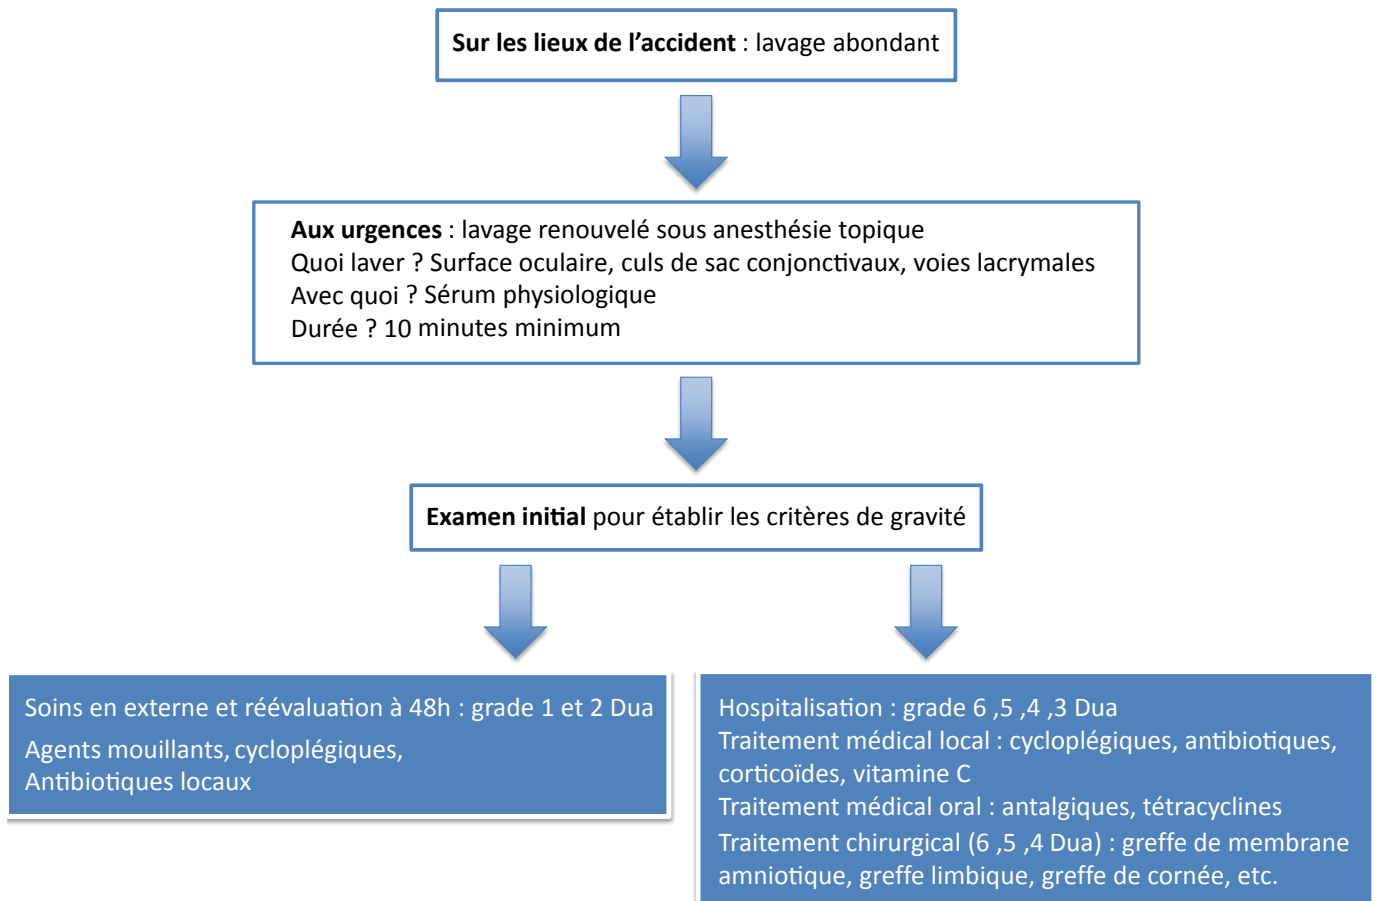 Sur les lieux de l’accident : lavage abondant
Aux urgences : lavage renouvelé sous anesthésie topique
Quoi laver ? Surface oculaire, culs de sac conjonctivaux, voies lacrymales
Avec quoi ? Sérum physiologique
Durée ? 10 minutes minimum
Examen initial pour établir les critères de gravité
Soins en externe et réévaluation à 48h : grade 1 et 2 Dua
Agents mouillants, cycloplégiques,
Antibiotiques locaux
Hospitalisation : grade 6 ,5 ,4 ,3 Dua
Traitement médical local : cycloplégiques, antibiotiques,
corticoïdes, vitamine C
Traitement médical oral : antalgiques, tétracyclines
Traitement chirurgical (6 ,5 ,4 Dua) : greffe de membrane
amniotique, greffe limbique, greffe de cornée, etc.